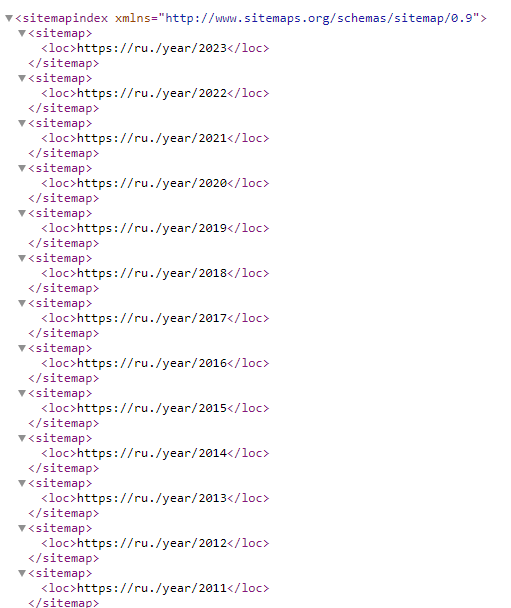 <sitemapindex xmlns="http://www.sitemaps.org/schemas/sitemap/0.9">
<sitemap>
<loc>https://ru./year/2023</loc>
</sitemap>
<sitemap>
<loc>https://ru./year/2022</loc>
</sitemap>
<sitemap>
<loc>https://ru./year/2021</loc>
</sitemap>
<sitemap>
<loc>https://ru./year/2020</loc>
</sitemap>
<sitemap>
<loc>https://ru./year/2019</loc>
</sitemap>
<sitemap>
<loc>https://ru./year/2018</loc>
</sitemap>
<sitemap>
<loc>https://ru./year/2017</loc>
</sitemap>
<sitemap>
<loc>https://ru./year/2016</loc>
</sitemap>
<sitemap>
<loc>https://ru./year/2015</loc>
</sitemap>
<sitemap>
<loc>https://ru./year/2014</loc>
</sitemap>
<sitemap>
<loc>https://ru./year/2013</loc>
</sitemap>
<sitemap>
<loc>https://ru./year/2012</loc>
</sitemap>
<sitemap>
<loc>https://ru./year/2011</loc>
</sitemap>